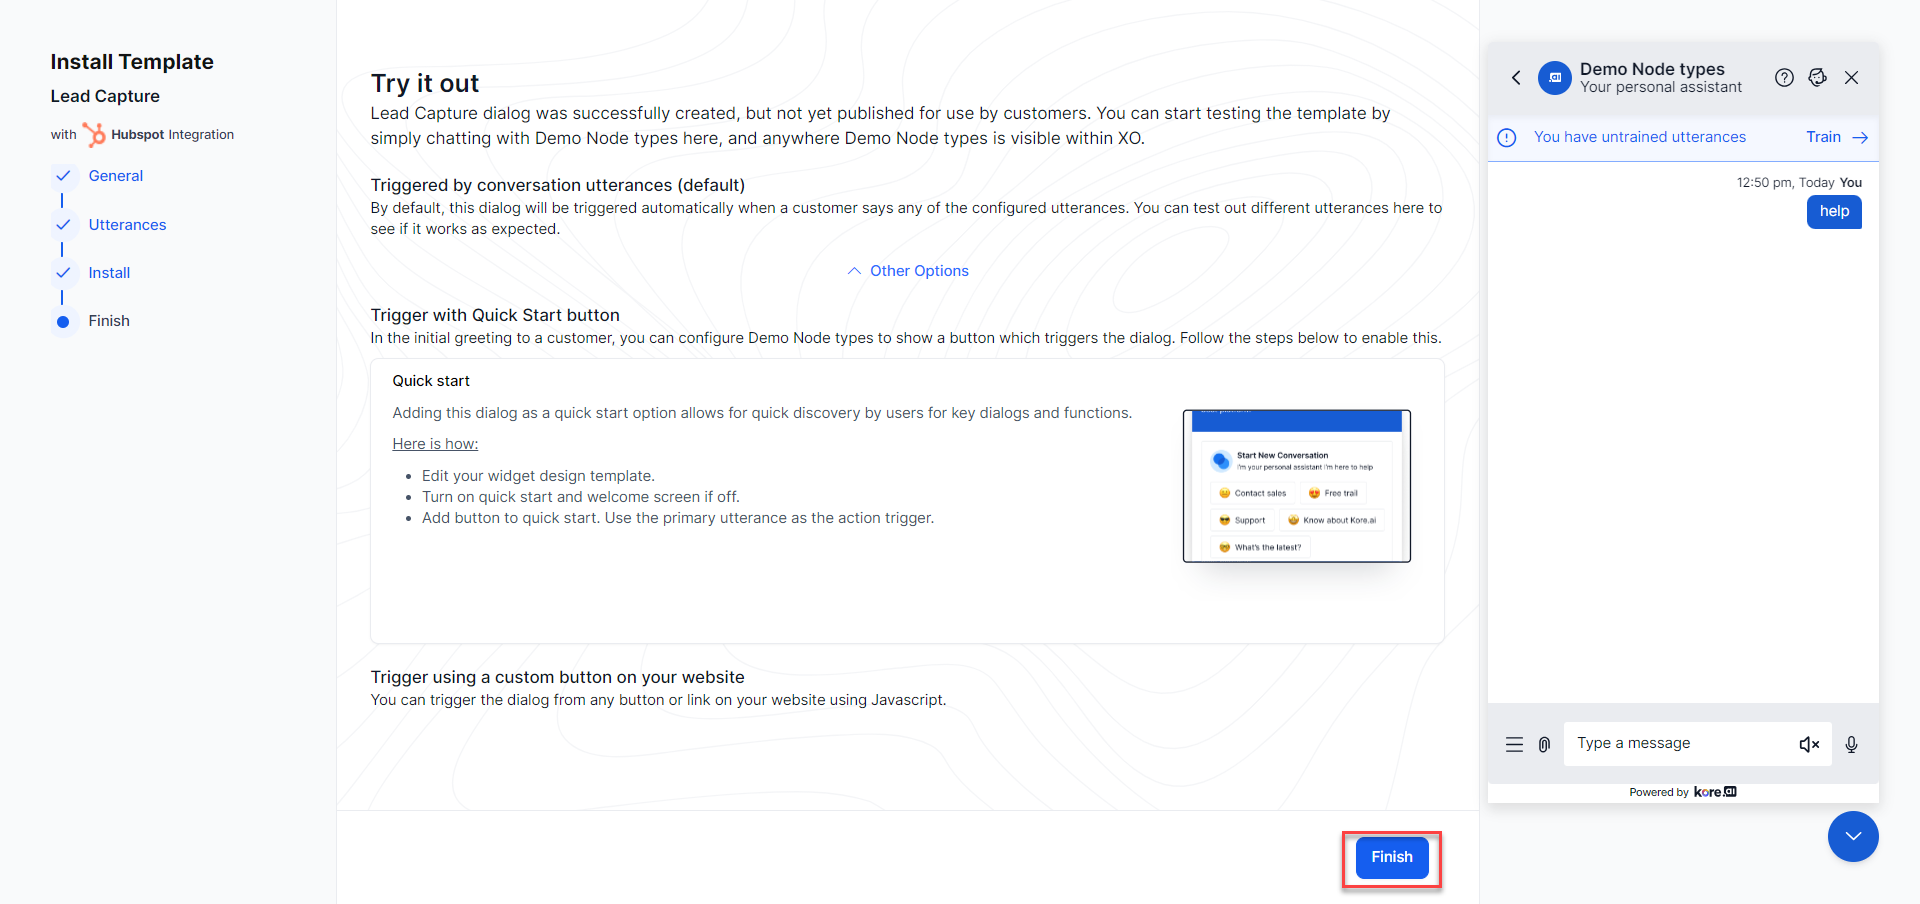 Install Template
Lead Capture
with Hubspot Integration
General
Utterances
Install
Finish
Try it out
Lead Capture dialog was successfully created, but not yet published for use by customers. You can start testing the template by
simply chatting with Demo Node types here, and anywhere Demo Node types is visible within XO.
Triggered by conversation utterances (default)
By default, this dialog will be triggered automatically when a customer says any of the configured utterances. You can test out different utterances here to
see if it works as expected.
Other Options
Trigger with Quick Start button
In the initial greeting to a customer, you can configure Demo Node types to show a button which triggers the dialog. Follow the steps below to enable this.
Quick start
Adding this dialog as a quick start option allows for quick discovery by users for key dialogs and functions.
Here is how:
Edit your widget design template.
Turn on quick start and welcome screen if off.
Add button to quick start. Use the primary utterance as the action trigger.
Start New Conversation
I'm your personal assistant I'm here to help
Contact sales
Free trail
Support
Know about Kore.ai
What's the latest?
Trigger using a custom button on your website
You can trigger the dialog from any button or link on your website using Javascript.
Finish
Demo Node types
Your personal assistant
You have untrained utterances
Train
12:50 pm, Today You
help
Type a message
Powered by kore.ai